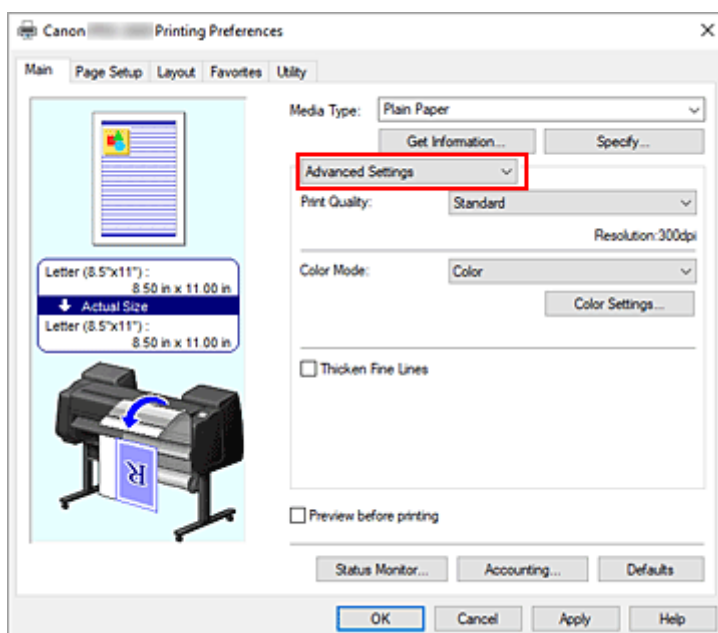 Canon Printing Preferences
Main Page Setup Layout Favorites Utility
Media Type: Plain Paper
Get Information... Specify...
Advanced Settings
Print Quality: Standard
Resolution:300dpi
Color Mode: Color
Color Settings...
Thicken Fine Lines
Letter (8.5"x11") :
8.50 in x 11.00 in
Actual Size
Letter (8.5"x11") :
8.50 in x 11.00 in
R
Preview before printing
Status Monitor... Accounting... Defaults
OK Cancel Apply Help